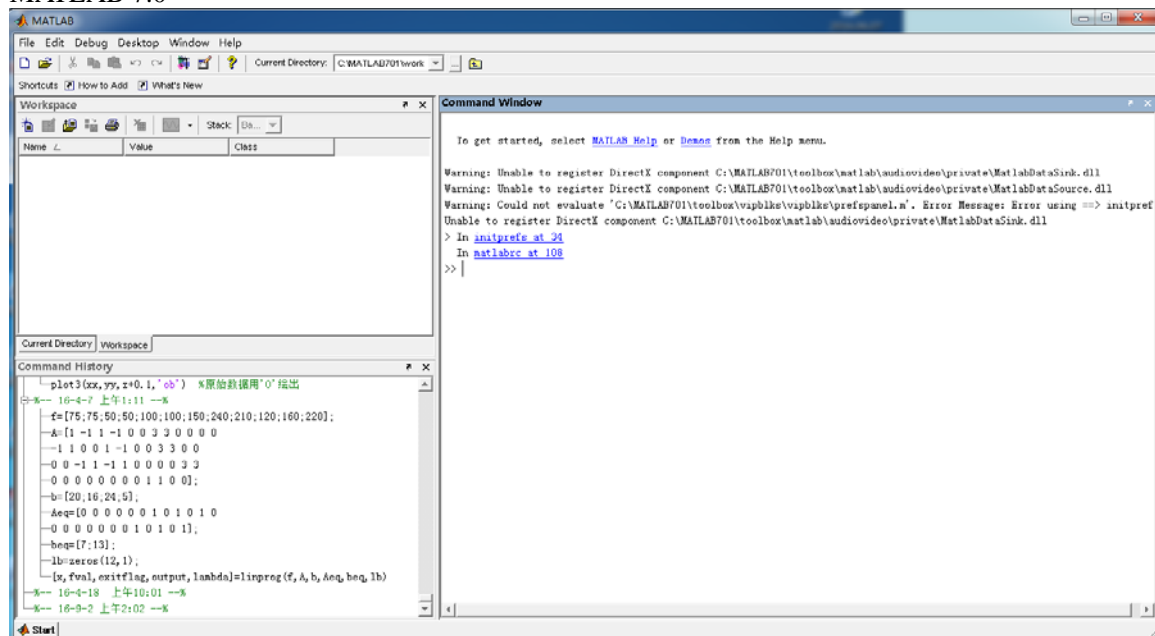 MATLAB 7.0
MATLAB
File Edit Debug Desktop Window Help
Current Directory: C:\MATLAB701\work
Shortcuts How to Add What's New
Workspace
Stack: Ba...
Name Value Class
Current Directory Workspace
Command History
plot3(xx,yy,z+0.1,'ob') %原始数据用'O'绘出
%-- 16-4-7 上午1:11 --%
f=[75;75;50;50;100;100;150;240;210;120;160;220];
A=[1 -1 1 -1 0 0 3 3 0 0 0 0
-1 1 0 0 1 -1 0 0 3 3 0 0
0 0 -1 1 -1 1 0 0 0 0 3 3
0 0 0 0 0 0 0 0 1 1 0 0];
b=[20;16;24;5];
Aeq=[0 0 0 0 0 0 1 0 1 0 1 0
0 0 0 0 0 0 0 1 0 1 0 1];
beq=[7;13];
lb=zeros(12,1);
[x,fval,exitflag,output,lambda]=linprog(f,A,b,Aeq,beq,lb)
%-- 16-4-18 上午10:01 --%
%-- 16-9-2 上午2:02 --%
Start
Command Window
To get started, select MATLAB Help or Demos from the Help menu.
Warning: Unable to register DirectX component C:\MATLAB701\toolbox\matlab\audiovideo\private\MatlabDataSink.dll
Warning: Unable to register DirectX component C:\MATLAB701\toolbox\matlab\audiovideo\private\MatlabDataSource.dll
Warning: Could not evaluate 'C:\MATLAB701\toolbox\vipblks\vipblks\prefspanel.m'. Error Message: Error using ==> initpref
Unable to register DirectX component C:\MATLAB701\toolbox\matlab\audiovideo\private\MatlabDataSink.dll
> In initprefs at 34
In matlabrc at 108
>>